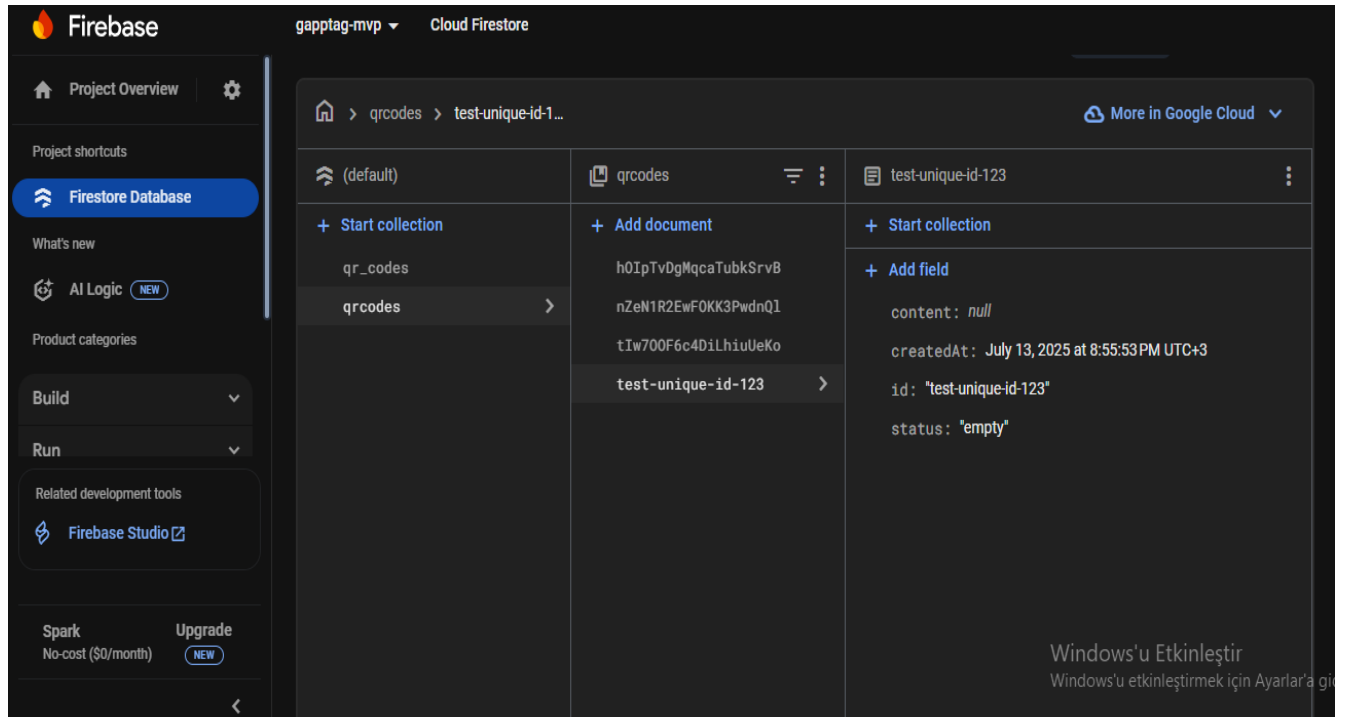 Firebase
gapptag-mvp
Cloud Firestore
Project Overview
Project shortcuts
Firestore Database
What's new
AI Logic NEW
Product categories
Build
Run
Related development tools
Firebase Studio
Spark
No-cost ($0/month)
Upgrade
NEW
qrcodes
test-unique-id-1...
More in Google Cloud
(default)
+ Start collection
qr_codes
qrcodes
qrcodes
+ Add document
hOIpTvDgMqcaTubkSrvB
nZeN1R2EwFOKK3PwdnQl
tIw7OOF6c4DiLhiuUeKo
test-unique-id-123
test-unique-id-123
+ Start collection
+ Add field
content: null
createdAt: July 13, 2025 at 8:55:53 PM UTC+3
id: "test-unique-id-123"
status: "empty"
Windows'u Etkinleştir
Windows'u etkinleştirmek için Ayarlar'a